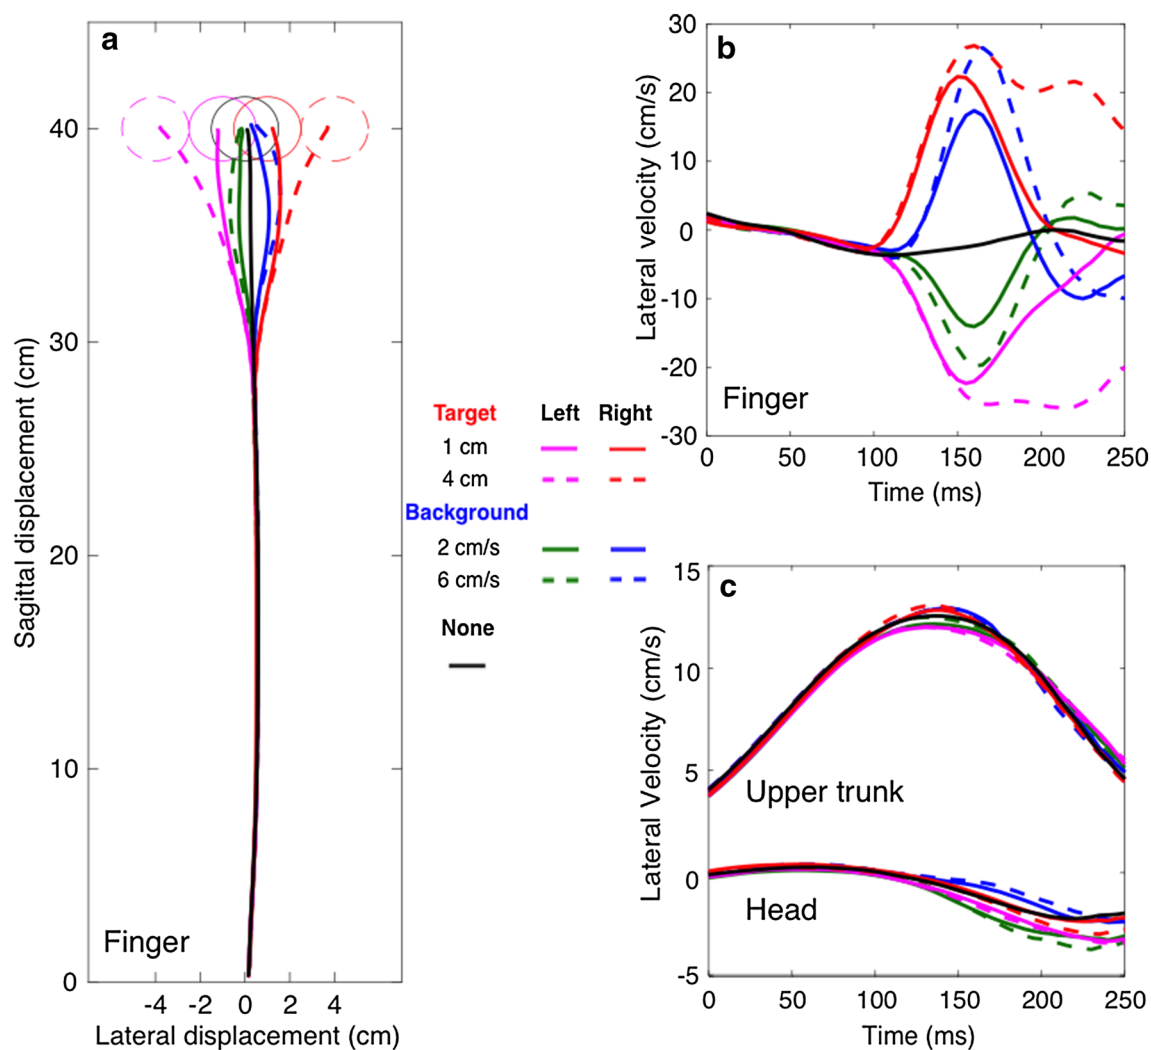 a
Sagittal displacement (cm)
40
30
20
10
0
Finger
-4 -2 0 2 4
Lateral displacement (cm)
Target Left Right
1 cm
4 cm
Background
2 cm/s
6 cm/s
None
b
Lateral velocity (cm/s)
30
20
10
0
-10
-20
-30
Finger
0 50 100 150 200 250
Time (ms)
c
Lateral Velocity (cm/s)
15
10
5
0
-5
Upper trunk
Head
0 50 100 150 200 250
Time (ms)